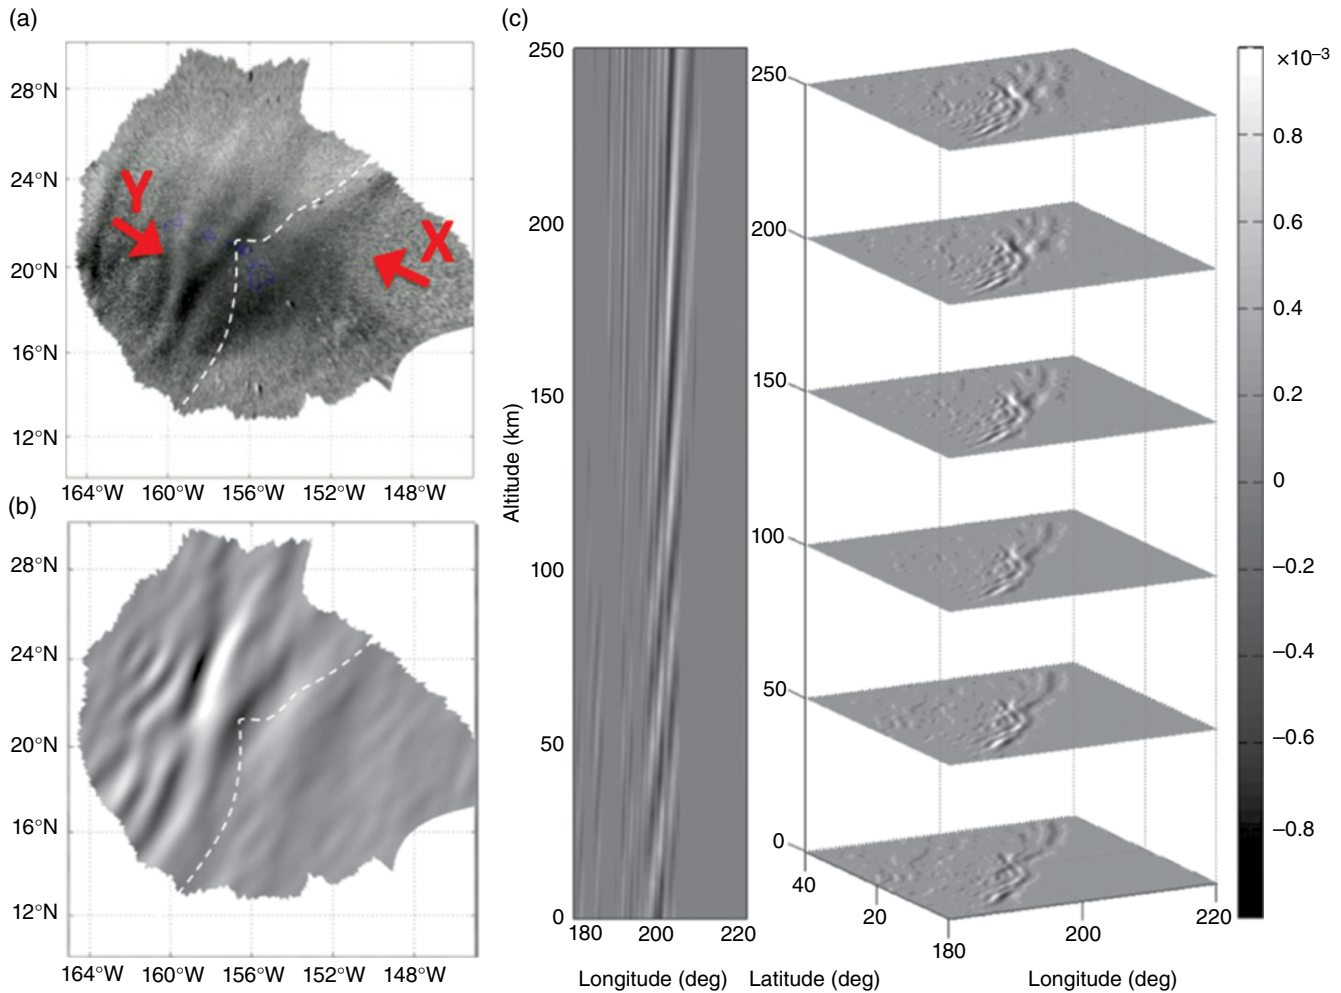 (a)
28°N
24°N
20°N
16°N
12°N
Y
X
164°W 160°W 156°W 152°W 148°W
(b)
28°N
24°N
20°N
16°N
12°N
164°W 160°W 156°W 152°W 148°W
(c)
250
200
150
100
50
0
Altitude (km)
180 200 220
Longitude (deg)
250
200
150
100
50
0
40
20
180
200
220
Latitude (deg)
Longitude (deg)
×10⁻³
0.8
0.6
0.4
0.2
0
−0.2
−0.4
−0.6
−0.8